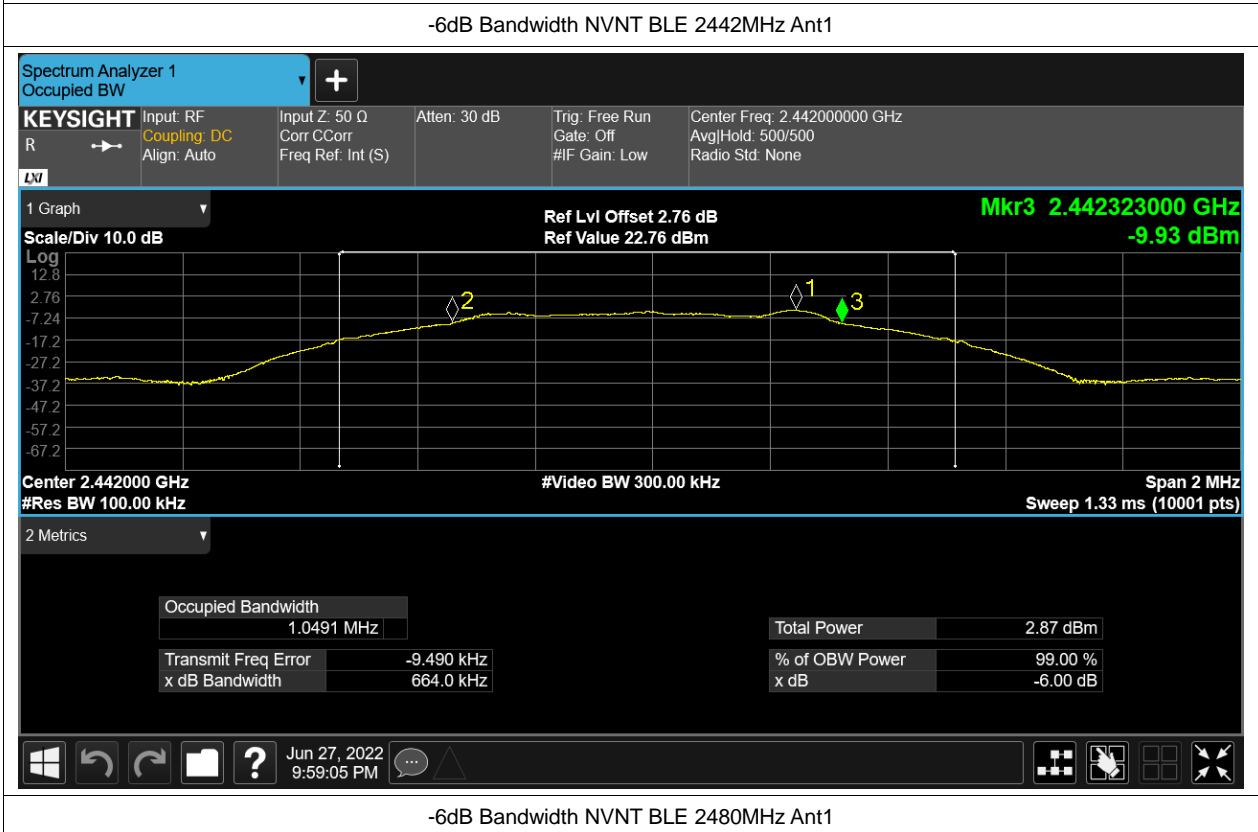 -6dB Bandwidth NVNT BLE 2442MHz Ant1
Spectrum Analyzer 1
Occupied BW
KEYSIGHT
R
LXI
Input: RF
Coupling: DC
Align: Auto
Input Z: 50 Ω
Corr CCorr
Freq Ref: Int (S)
Atten: 30 dB
Trig: Free Run
Gate: Off
#IF Gain: Low
Center Freq: 2.442000000 GHz
Avg|Hold: 500/500
Radio Std: None
1 Graph
Scale/Div 10.0 dB
Ref Lvl Offset 2.76 dB
Ref Value 22.76 dBm
Mkr3 2.442323000 GHz
-9.93 dBm
Log
12.8
2.76
-7.24
-17.2
-27.2
-37.2
-47.2
-57.2
-67.2
2
1
3
Center 2.442000 GHz
#Video BW 300.00 kHz
Span 2 MHz
#Res BW 100.00 kHz
Sweep 1.33 ms (10001 pts)
2 Metrics
Occupied Bandwidth
1.0491 MHz
Transmit Freq Error -9.490 kHz
x dB Bandwidth 664.0 kHz
Total Power 2.87 dBm
% of OBW Power 99.00 %
x dB -6.00 dB
?
Jun 27, 2022
9:59:05 PM
-6dB Bandwidth NVNT BLE 2480MHz Ant1